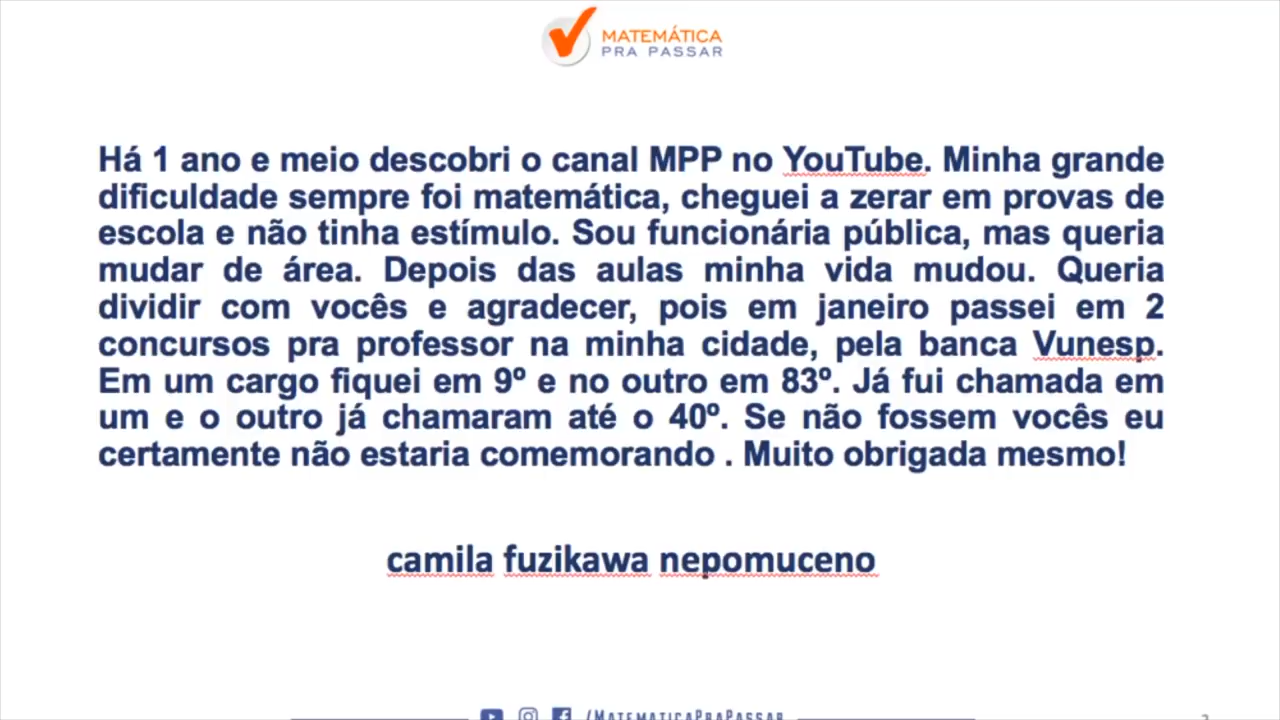 MATEMÁTICA
PRA PASSAR
Há 1 ano e meio descobri o canal MPP no YouTube. Minha grande
dificuldade sempre foi matemática, cheguei a zerar em provas de
escola e não tinha estímulo. Sou funcionária pública, mas queria
mudar de área. Depois das aulas minha vida mudou. Queria
dividir com vocês e agradecer, pois em janeiro passei em 2
concursos pra professor na minha cidade, pela banca Vunesp.
Em um cargo fiquei em 9º e no outro em 83º. Já fui chamada em
um e o outro já chamaram até o 40º. Se não fossem vocês eu
certamente não estaria comemorando . Muito obrigada mesmo!
camila fuzikawa nepomuceno
/MATEMATICAPRAPASSAR